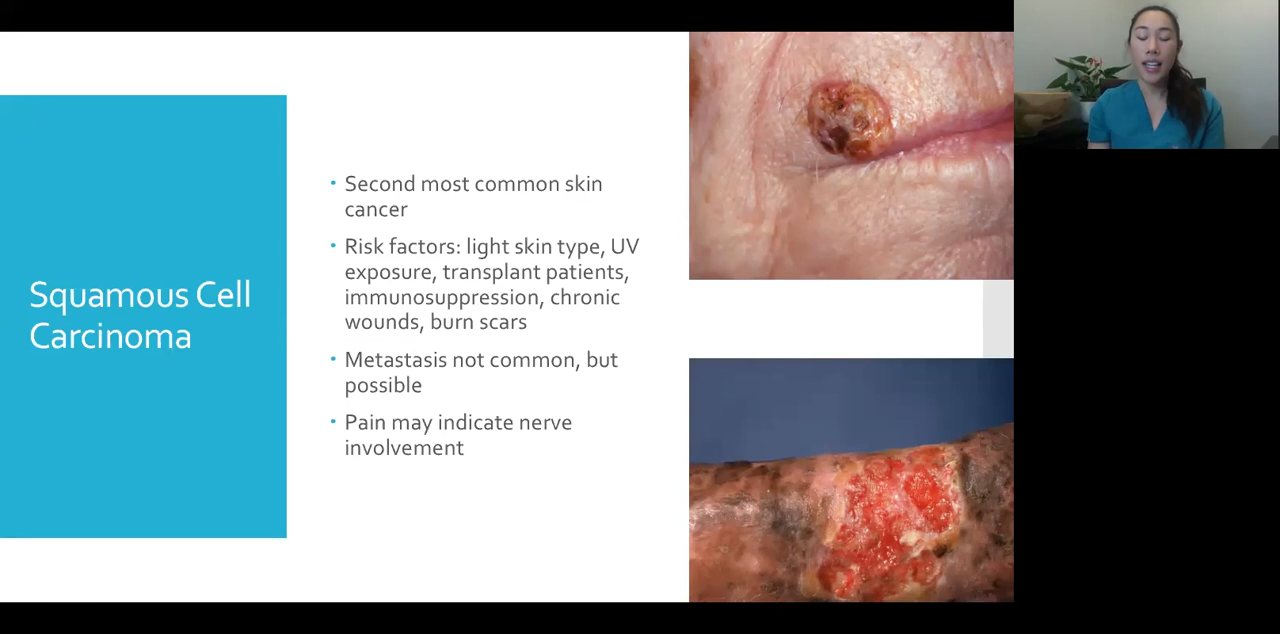 Squamous Cell
Carcinoma
• Second most common skin
cancer
• Risk factors: light skin type, UV
exposure, transplant patients,
immunosuppression, chronic
wounds, burn scars
• Metastasis not common, but
possible
• Pain may indicate nerve
involvement